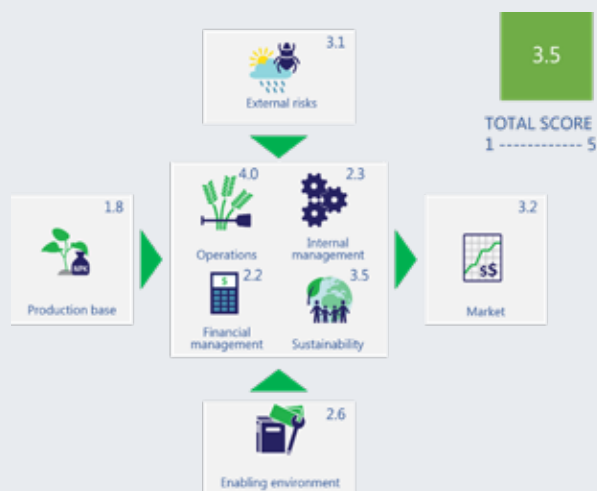 3.1
External risks
3.5
TOTAL SCORE
1 ------------ 5
4.0
Operations
2.3
Internal
management
2.2
$
Financial
management
3.5
Sustainability
1.8
NPK
Production base
3.2
$$
Market
2.6
Enabling environment